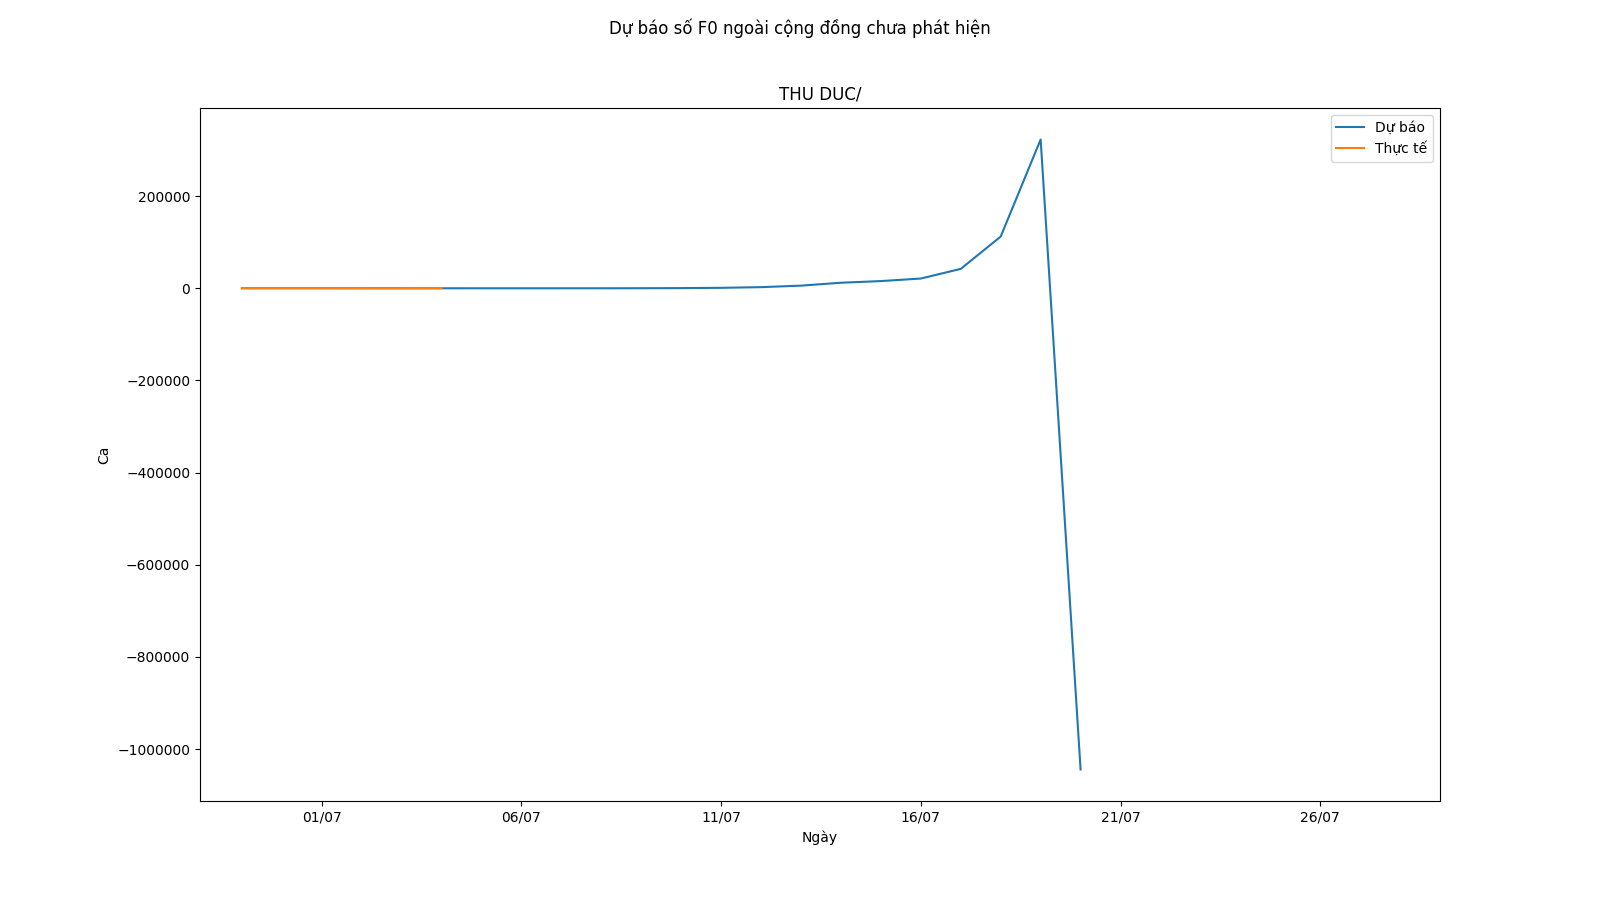 Dự báo số F0 ngoài cộng đồng chưa phát hiện
THU DUC/
Dự báo
Thực tế
200000
0
−200000
−400000
−600000
−800000
−1000000
Ca
01/07 06/07 11/07 16/07 21/07 26/07
Ngày